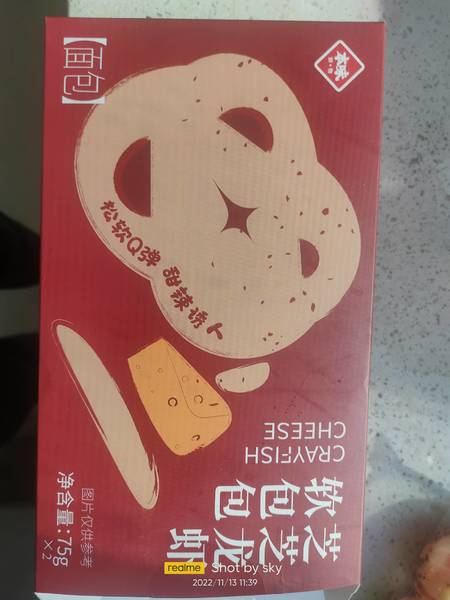 本味
【面包】
松软Q弹 甜辣诱人
CRAYFISH
CHEESE
芝芝龙虾
软包包
图片仅供参考
净含量:75g
×2
realme Shot by sky
2022/11/13 11:39